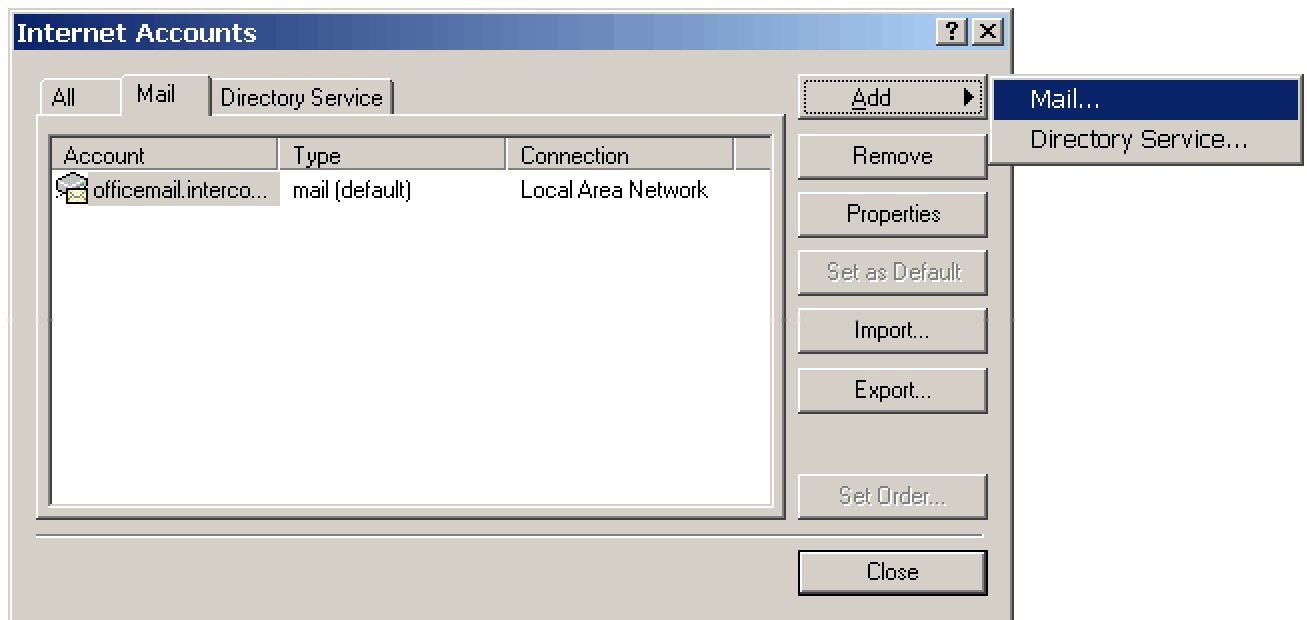 Internet Accounts
All Mail Directory Service
Add
Mail...
Directory Service...
Account Type Connection
officemail.interco... mail (default) Local Area Network
Remove
Properties
Set as Default
Import...
Export...
Set Order...
Close